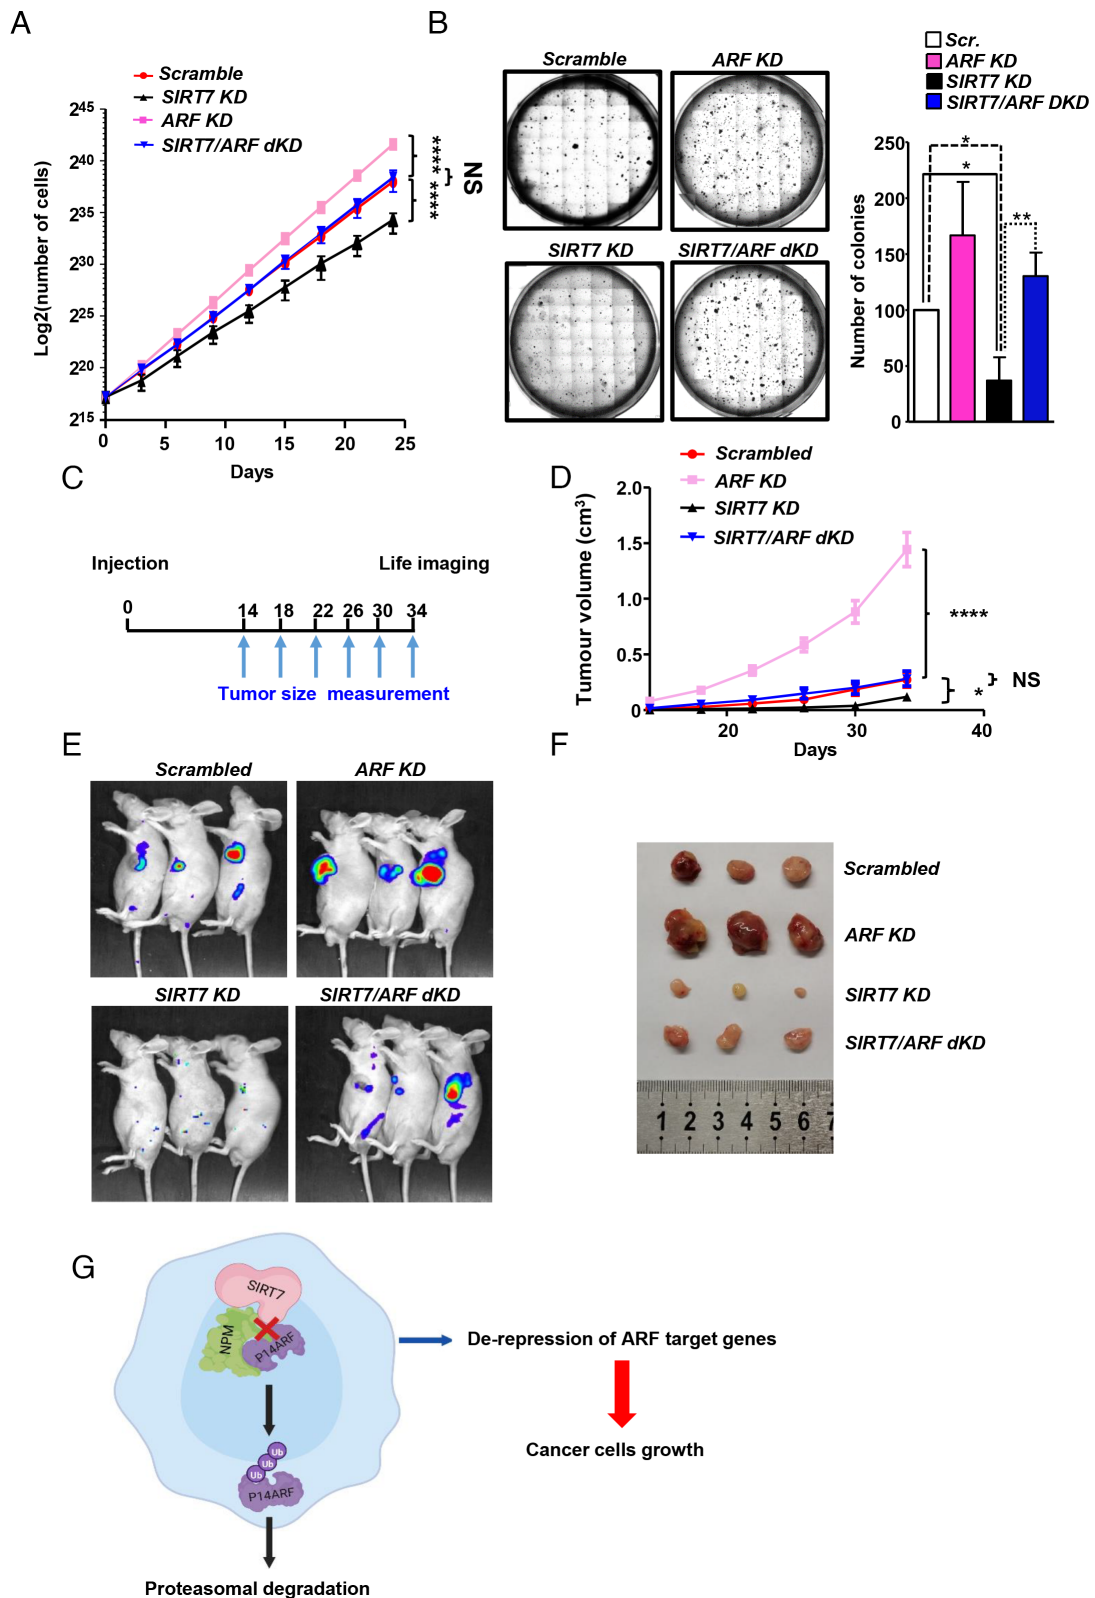 A
Scramble
SIRT7 KD
ARF KD
SIRT7/ARF dKD
Log2(number of cells)
2^45
2^40
2^35
2^30
2^25
2^20
2^15
0 5 10 15 20 25
Days
****
NS
****
B
Scramble
ARF KD
SIRT7 KD
SIRT7/ARF dKD
Scr.
ARF KD
SIRT7 KD
SIRT7/ARF DKD
Number of colonies
250
200
150
100
50
0
*
*
**
C
Injection
Life imaging
0 14 18 22 26 30 34
Tumor size measurement
D
Scrambled
ARF KD
SIRT7 KD
SIRT7/ARF dKD
Tumour volume (cm³)
2.0
1.5
1.0
0.5
0
20 30 40
Days
****
NS
*
E
Scrambled
ARF KD
SIRT7 KD
SIRT7/ARF dKD
F
Scrambled
ARF KD
SIRT7 KD
SIRT7/ARF dKD
1 2 3 4 5 6 7
G
SIRT7
NPM
P14ARF
Ub
Ub
Ub
P14ARF
Proteasomal degradation
De-repression of ARF target genes
Cancer cells growth